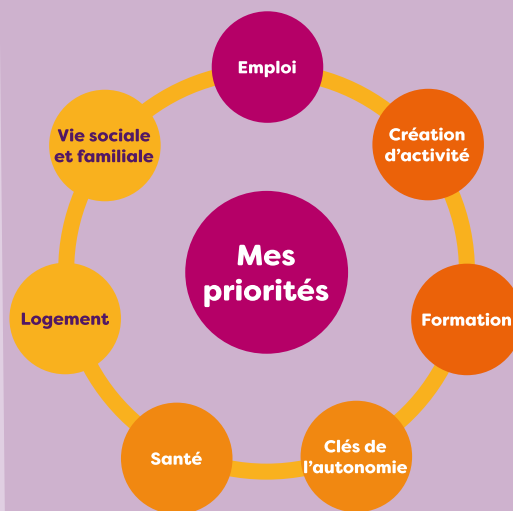 Emploi
Création
d'activité
Formation
Clés de
l'autonomie
Santé
Logement
Vie sociale
et familiale
Mes
priorités